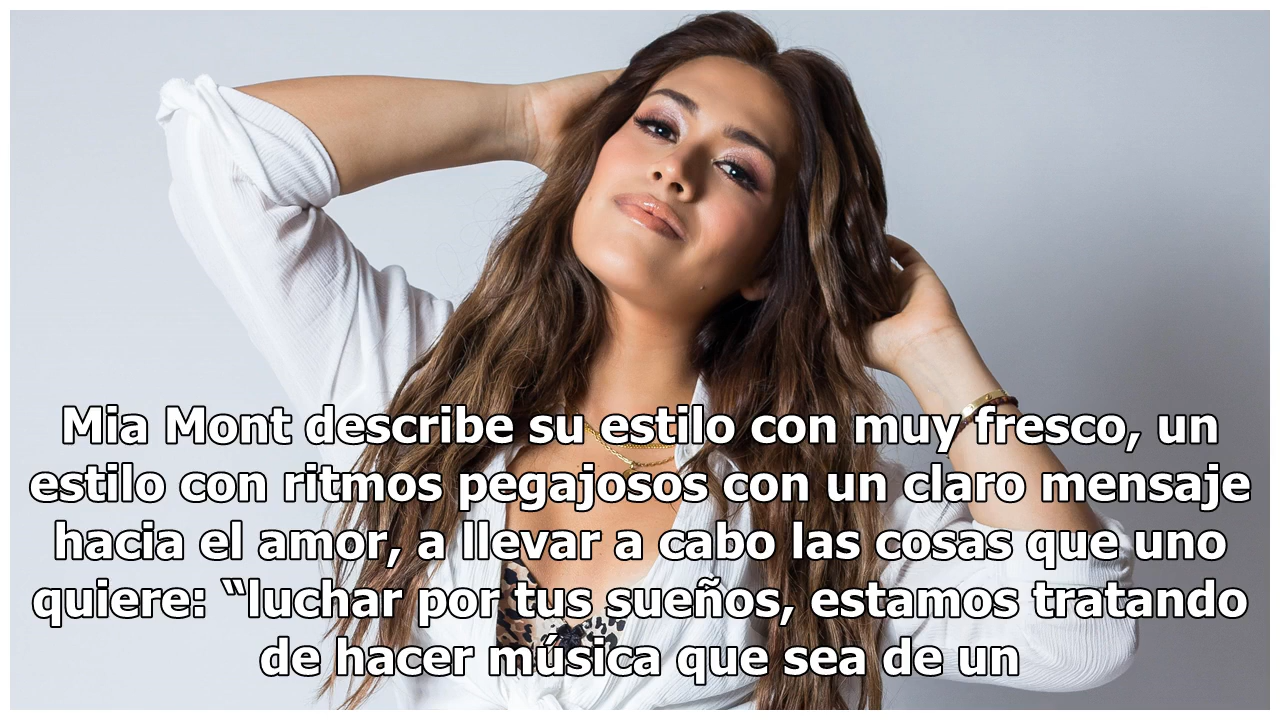 Mia Mont describe su estilo con muy fresco, un
estilo con ritmos pegajosos con un claro mensaje
hacia el amor, a llevar a cabo las cosas que uno
quiere: “luchar por tus sueños, estamos tratando
de hacer música que sea de un